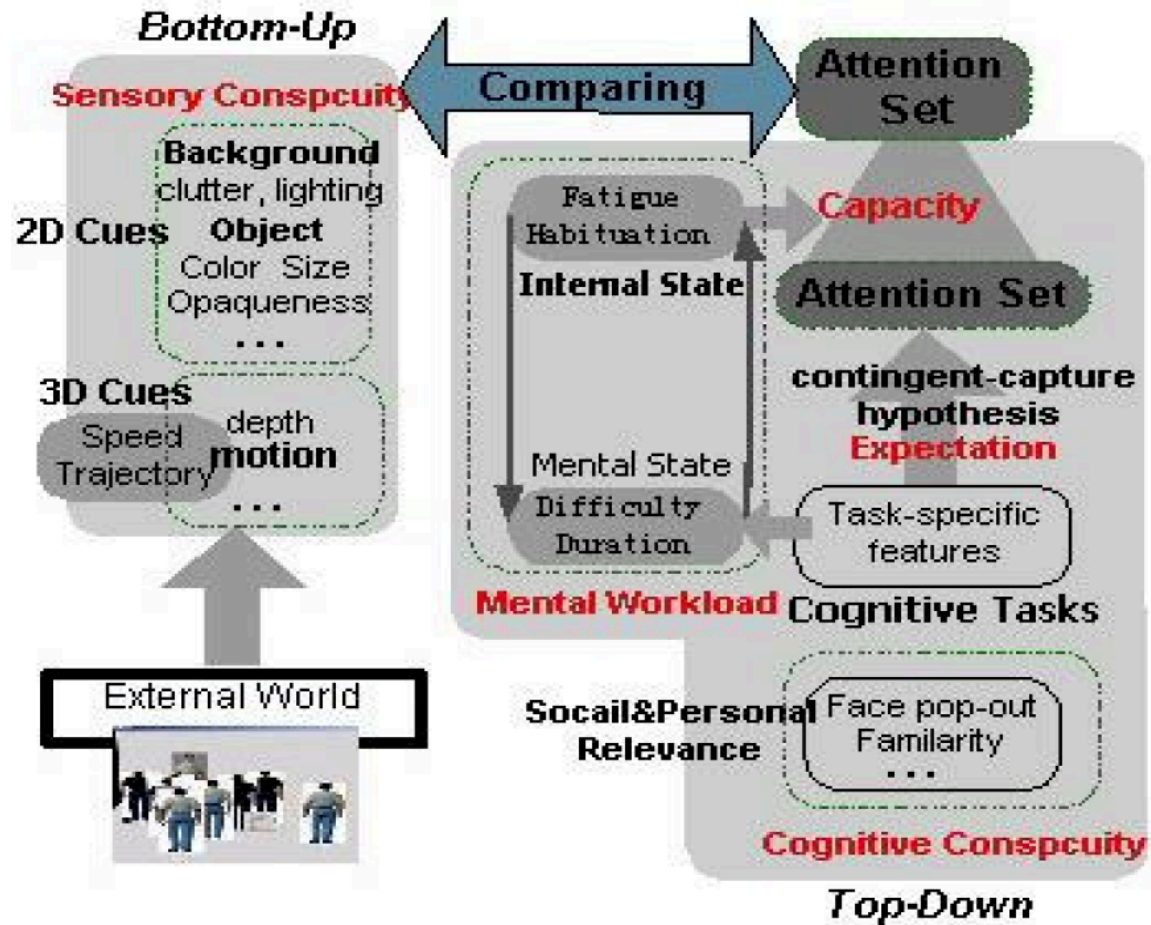 Bottom-Up
Sensory Conspcuity
Background
clutter, lighting
2D Cues
Object
Color Size
Opaqueness
...
3D Cues
Speed
Trajectory
depth
motion
...
External World
Comparing
Attention
Set
Fatigue
Habituation
Internal State
Capacity
Attention Set
contingent-capture
hypothesis
Expectation
Mental State
Difficulty
Duration
Task-specific
features
Mental Workload
Cognitive Tasks
Socail&Personal
Relevance
Face pop-out
Familarity
...
Cognitive Conspcuity
Top-Down